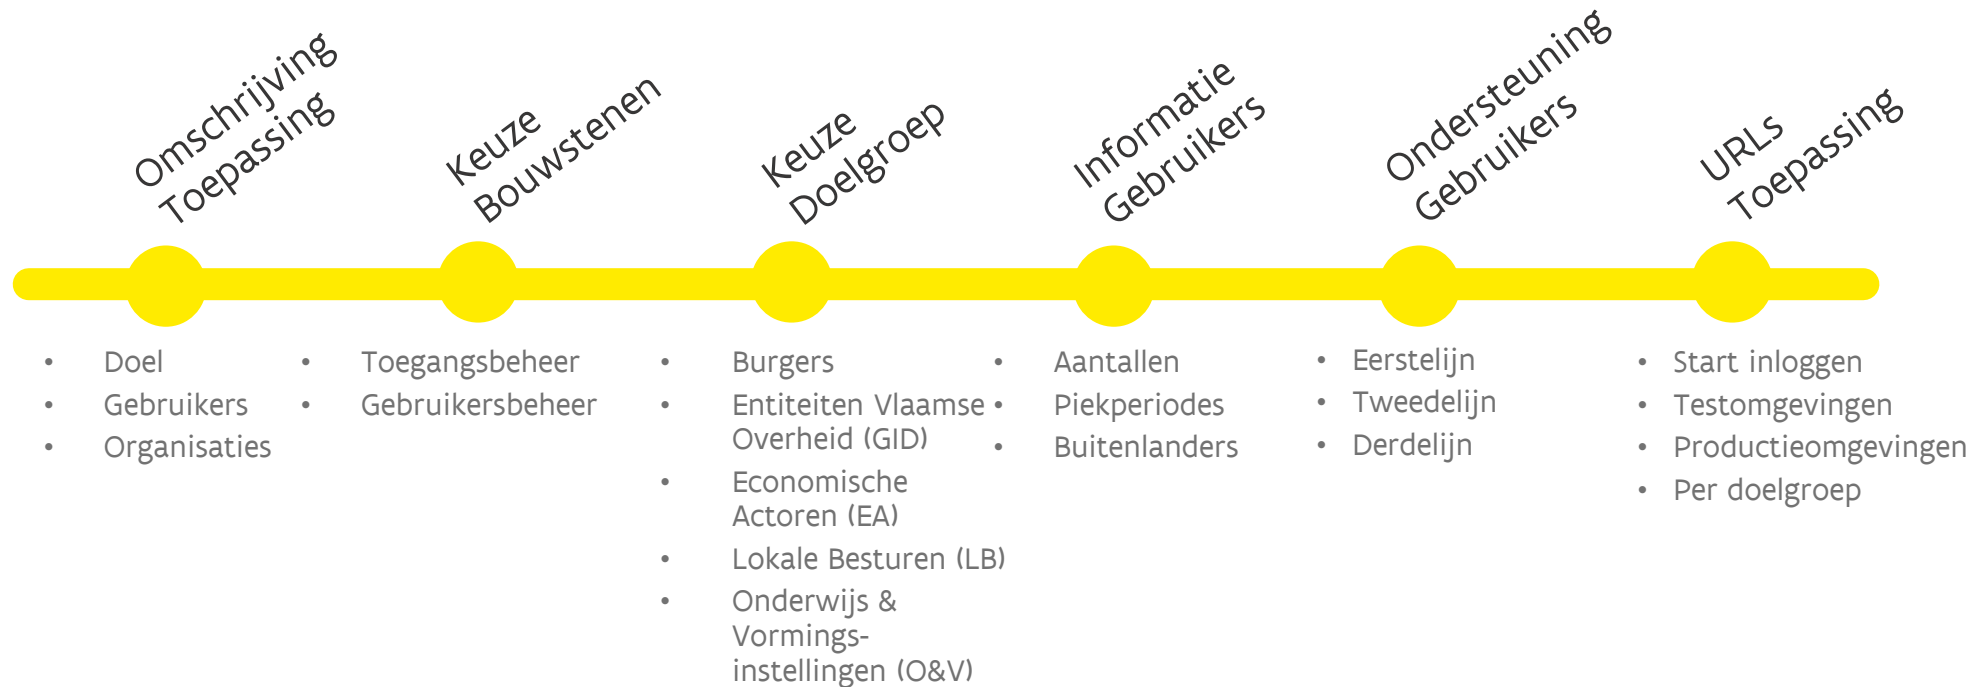 Omschrijving
Toepassing
Keuze
Bouwstenen
Keuze
Doelgroep
Informatie
Gebruikers
Ondersteuning
Gebruikers
URLs
Toepassing
• Doel
• Gebruikers
• Organisaties
• Toegangsbeheer
• Gebruikersbeheer
• Burgers
• Entiteiten Vlaamse
Overheid (GID)
• Economische
Actoren (EA)
• Lokale Besturen (LB)
• Onderwijs &
Vormings-
instellingen (O&V)
• Aantallen
• Piekperiodes
• Buitenlanders
• Eerstelijn
• Tweedelijn
• Derdelijn
• Start inloggen
• Testomgevingen
• Productieomgevingen
• Per doelgroep